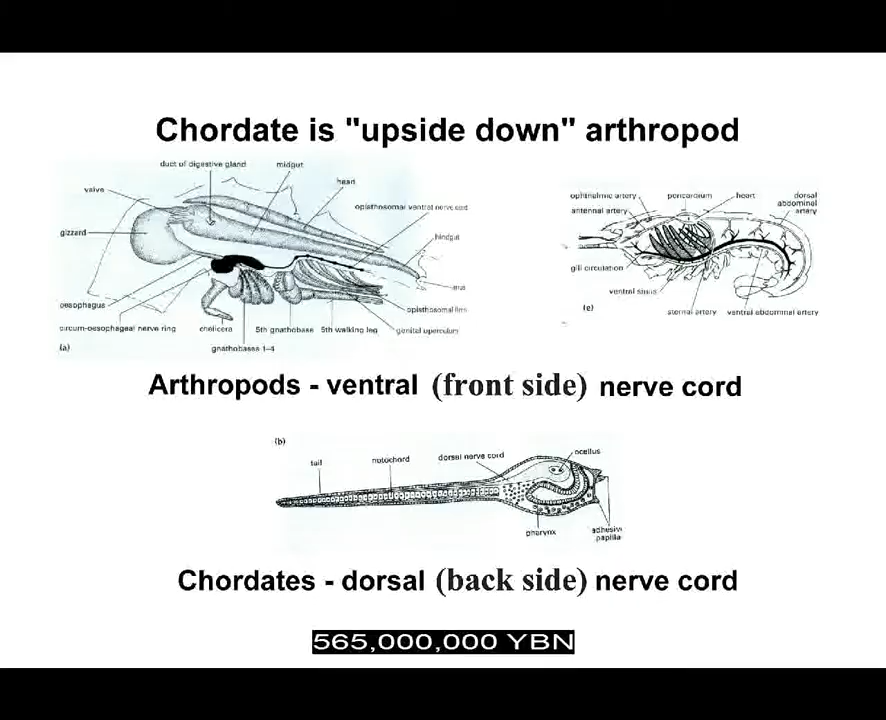 Chordate is "upside down" arthropod
duct of digestive gland
midgut
heart
valve
opisthosomal ventral nerve cord
gizzard
hindgut
oesophagus
opisthosomal
circum-oesophageal nerve ring
chelicera
5th gnathobase
5th walking leg
genital operculum
gnathobases 1–4
(a)
ophthalmic artery
pericardium
heart
dorsal
abdominal
artery
antennal artery
gill circulation
ventral sinus
sternal artery
ventral abdominal artery
(e)
Arthropods - ventral (front side) nerve cord
(b)
tail
notochord
dorsal nerve cord
ocellus
pharynx
adhesive
papilla
Chordates - dorsal (back side) nerve cord
565,000,000 YBN